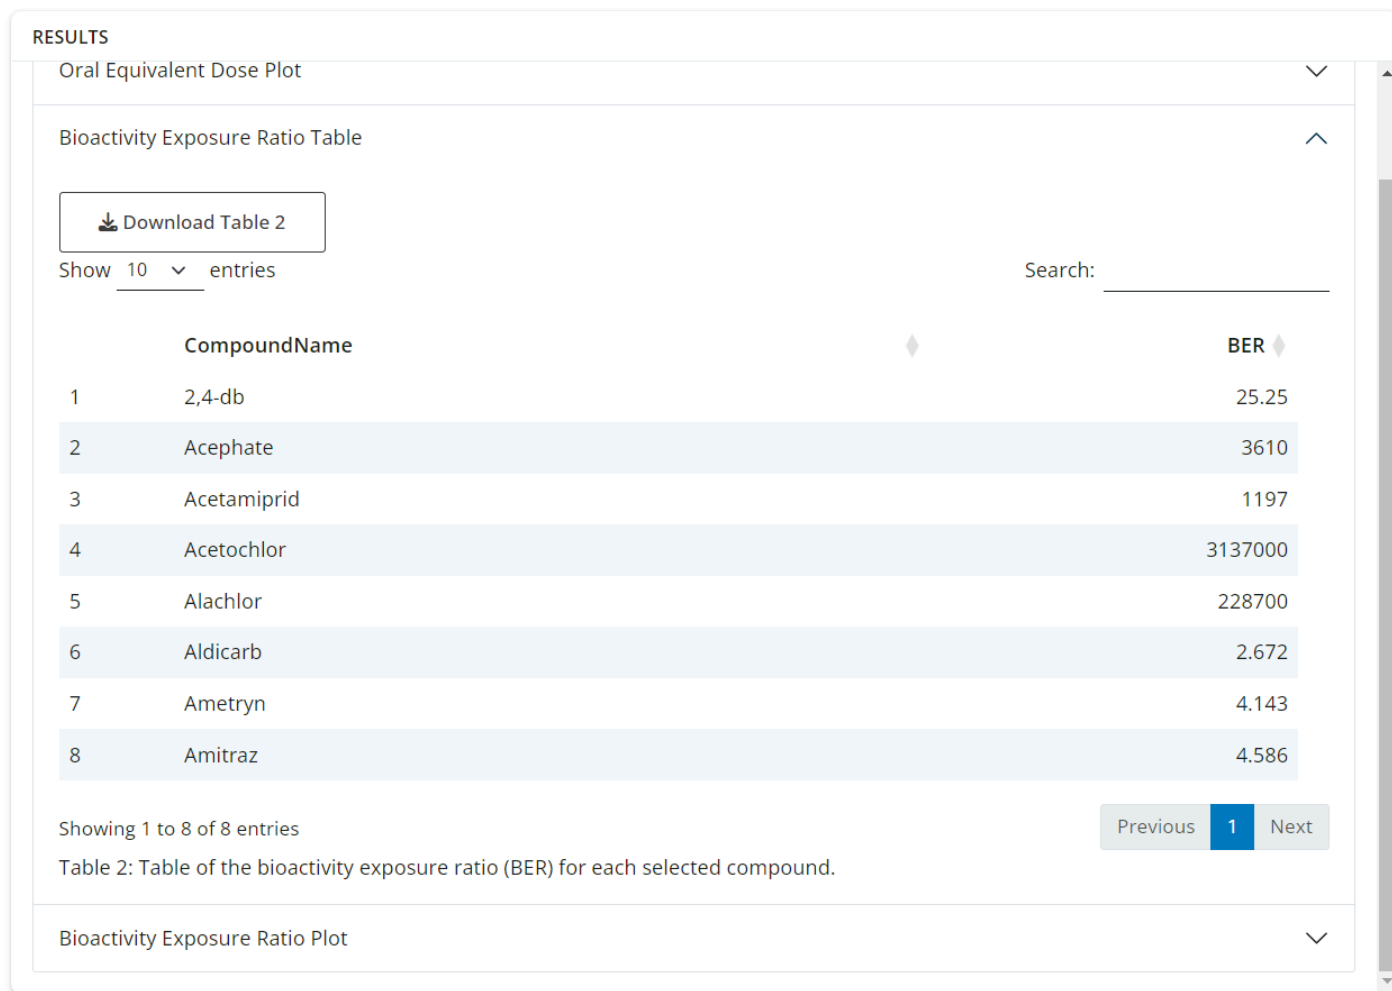 RESULTS
Oral Equivalent Dose Plot
Bioactivity Exposure Ratio Table
Download Table 2
Show 10 entries Search:
CompoundName BER
1 2,4-db 25.25
2 Acephate 3610
3 Acetamiprid 1197
4 Acetochlor 3137000
5 Alachlor 228700
6 Aldicarb 2.672
7 Ametryn 4.143
8 Amitraz 4.586
Showing 1 to 8 of 8 entries Previous 1 Next
Table 2: Table of the bioactivity exposure ratio (BER) for each selected compound.
Bioactivity Exposure Ratio Plot